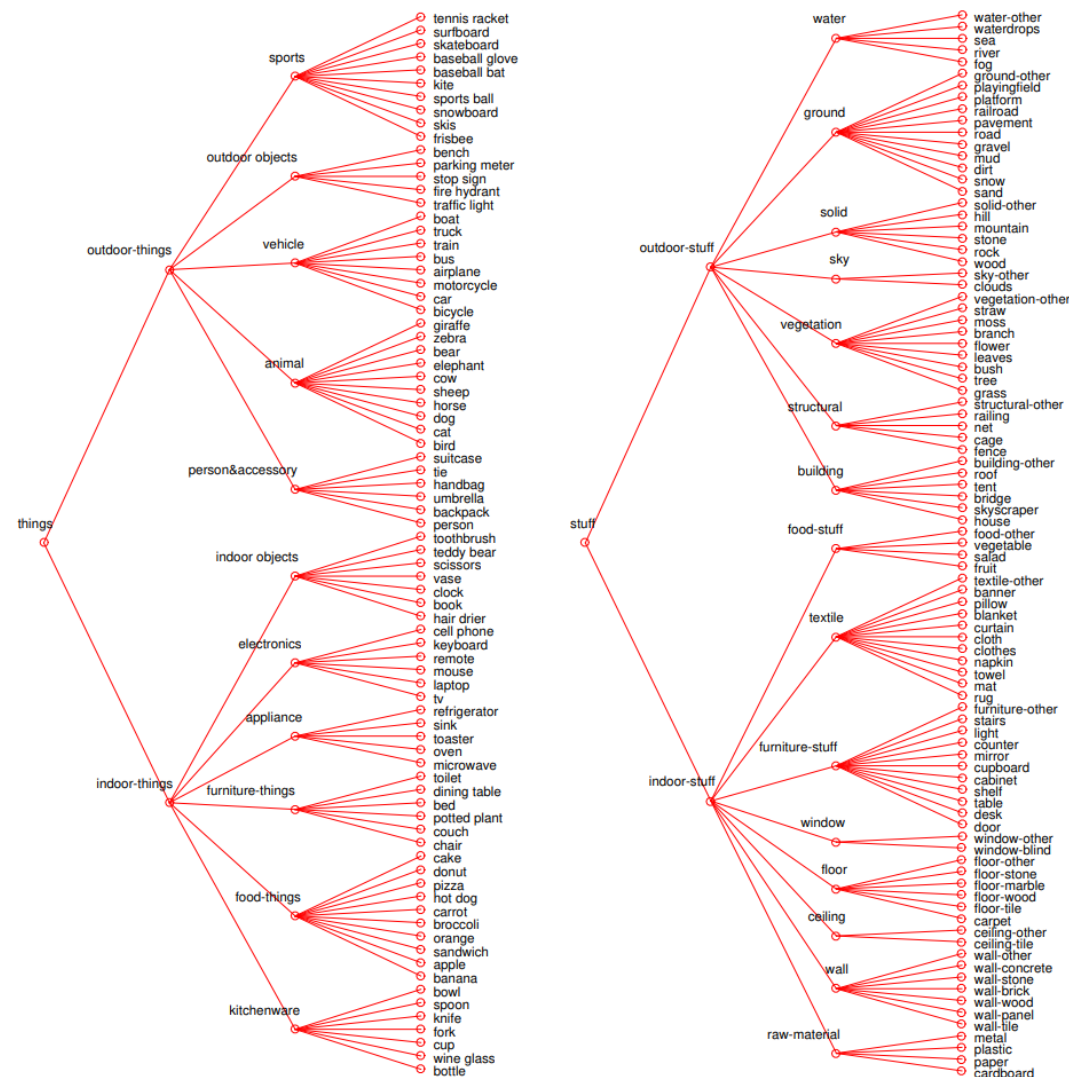 things
outdoor-things
sports
tennis racket
surfboard
skateboard
baseball glove
baseball bat
kite
sports ball
snowboard
skis
frisbee
outdoor objects
bench
parking meter
stop sign
fire hydrant
traffic light
vehicle
boat
truck
train
bus
airplane
motorcycle
car
bicycle
animal
giraffe
zebra
bear
elephant
cow
sheep
horse
dog
cat
bird
person&accessory
suitcase
tie
handbag
umbrella
backpack
person
indoor-things
indoor objects
toothbrush
teddy bear
scissors
vase
clock
book
hair drier
electronics
cell phone
keyboard
remote
mouse
laptop
tv
appliance
refrigerator
sink
toaster
oven
microwave
furniture-things
toilet
dining table
bed
potted plant
couch
chair
food-things
cake
donut
pizza
hot dog
carrot
broccoli
orange
sandwich
apple
banana
kitchenware
bowl
spoon
knife
fork
cup
wine glass
bottle
stuff
outdoor-stuff
water
water-other
waterdrops
sea
river
fog
ground
ground-other
playingfield
platform
railroad
pavement
road
gravel
mud
dirt
snow
sand
solid
solid-other
hill
mountain
stone
rock
wood
sky
sky-other
clouds
vegetation
vegetation-other
straw
moss
branch
flower
leaves
bush
tree
grass
structural
structural-other
railing
net
cage
fence
building
building-other
roof
tent
bridge
skyscraper
house
indoor-stuff
food-stuff
food-other
vegetable
salad
fruit
textile
textile-other
banner
pillow
blanket
curtain
cloth
clothes
napkin
towel
mat
rug
furniture-stuff
furniture-other
stairs
light
counter
mirror
cupboard
cabinet
shelf
table
desk
door
window
window-other
window-blind
floor
floor-other
floor-stone
floor-marble
floor-wood
floor-tile
carpet
ceiling
ceiling-other
ceiling-tile
wall
wall-other
wall-concrete
wall-stone
wall-brick
wall-wood
wall-panel
wall-tile
raw-material
metal
plastic
paper
cardboard